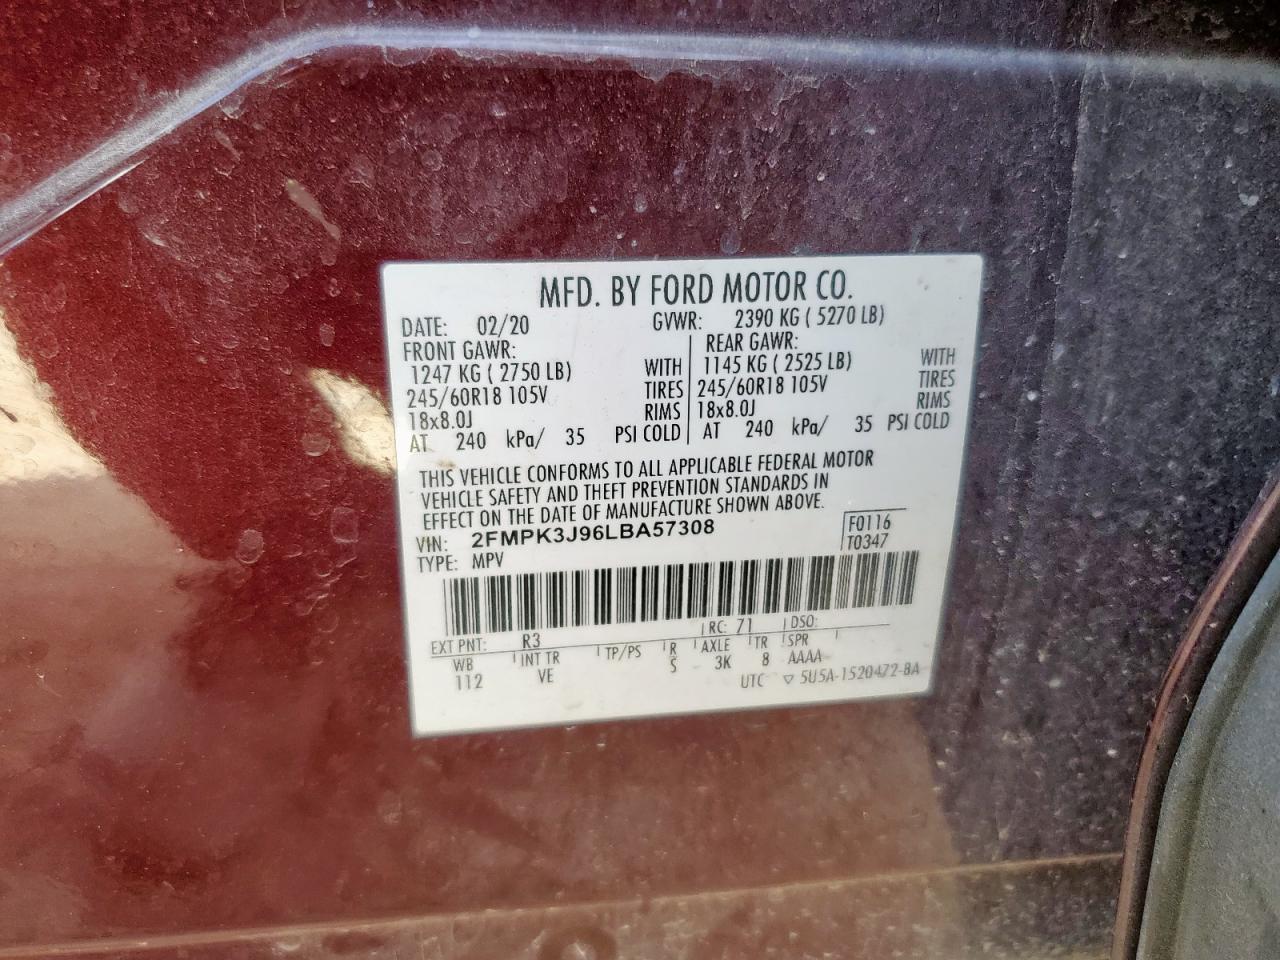 MFD. BY FORD MOTOR CO.
DATE: 02/20 GVWR: 2390 KG ( 5270 LB)
FRONT GAWR: REAR GAWR:
1247 KG ( 2750 LB) WITH 1145 KG ( 2525 LB) WITH
245/60R18 105V TIRES 245/60R18 105V TIRES
18x8.0J RIMS 18x8.0J RIMS
AT 240 kPa/ 35 PSI COLD AT 240 kPa/ 35 PSI COLD
THIS VEHICLE CONFORMS TO ALL APPLICABLE FEDERAL MOTOR
VEHICLE SAFETY AND THEFT PREVENTION STANDARDS IN
EFFECT ON THE DATE OF MANUFACTURE SHOWN ABOVE.
VIN: 2FMPK3J96LBA57308 F0116
TYPE: MPV T0347
EXT PNT: R3 RC: 71 DSO:
WB INT TR TP/PS R AXLE TR SPR
112 VE S 3K 8 AAAA
UTC ▽ 5U5A-1520472-BA